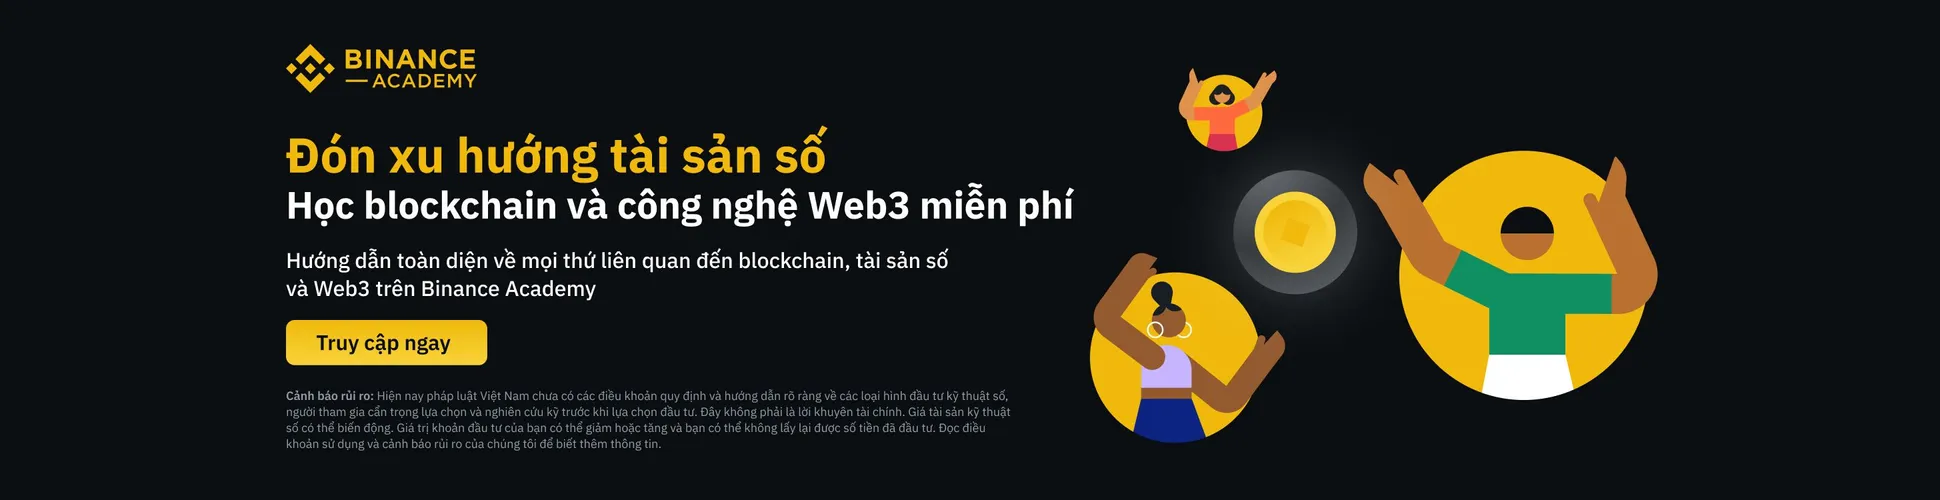 BINANCE
ACADEMY
Đón xu hướng tài sản số
Học blockchain và công nghệ Web3 miễn phí
Hướng dẫn toàn diện về mọi thứ liên quan đến blockchain, tài sản số
và Web3 trên Binance Academy
Truy cập ngay
Cảnh báo rủi ro: Hiện nay pháp luật Việt Nam chưa có các điều khoản quy định và hướng dẫn rõ ràng về các loại hình đầu tư kỹ thuật số,
người tham gia cẩn trọng lựa chọn và nghiên cứu kỹ trước khi lựa chọn đầu tư. Đây không phải là lời khuyên tài chính. Giá tài sản kỹ thuật
số có thể biến động. Giá trị khoản đầu tư của bạn có thể giảm hoặc tăng và bạn có thể không lấy lại được số tiền đã đầu tư. Đọc điều
khoản sử dụng và cảnh báo rủi ro của chúng tôi để biết thêm thông tin.